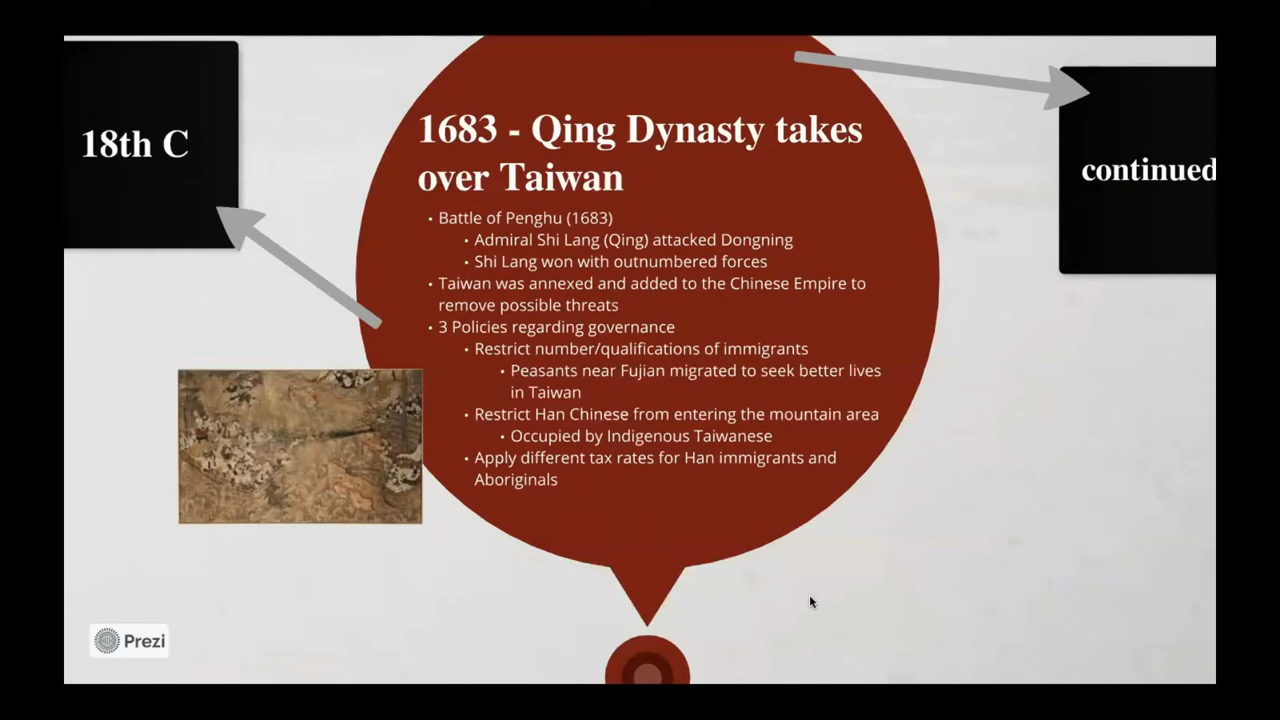 18th C
1683 - Qing Dynasty takes
over Taiwan
• Battle of Penghu (1683)
• Admiral Shi Lang (Qing) attacked Dongning
• Shi Lang won with outnumbered forces
• Taiwan was annexed and added to the Chinese Empire to
remove possible threats
• 3 Policies regarding governance
• Restrict number/qualifications of immigrants
• Peasants near Fujian migrated to seek better lives
in Taiwan
• Restrict Han Chinese from entering the mountain area
• Occupied by Indigenous Taiwanese
• Apply different tax rates for Han immigrants and
Aboriginals
continued
Prezi